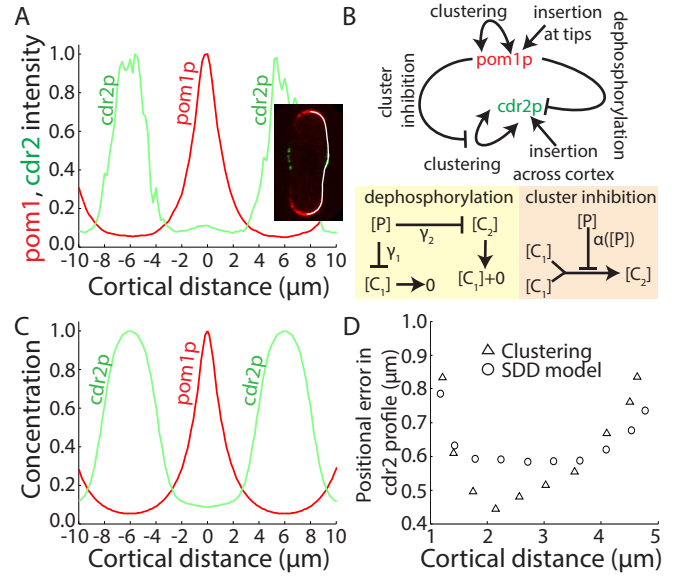 A
pom1, cdr2 intensity
1.0
0.8
0.6
0.4
0.2
0.0
cdr2p
pom1p
cdr2
-10 -8 -6 -4 -2 0 2 4 6 8 10
Cortical distance (μm)
B
clustering
insertion
at tips
pom1p
dephosphorylation
cluster
inhibition
cdr2p
clustering
insertion
across cortex
dephosphorylation
[P]
γ2
[C2]
γ1
[C1]
0
[C1]+0
cluster inhibition
[P]
α([P])
[C1]
[C1]
[C2]
C
Concentration
1.0
0.8
0.6
0.4
0.2
0.0
cdr2p
pom1p
cdr2p
-10 -8 -6 -4 -2 0 2 4 6 8 10
Cortical distance (μm)
D
Positional error in
cdr2 profile (μm)
0.9
0.8
0.7
0.6
0.5
0.4
△ Clustering
○ SDD model
1 2 3 4 5
Cortical distance (μm)